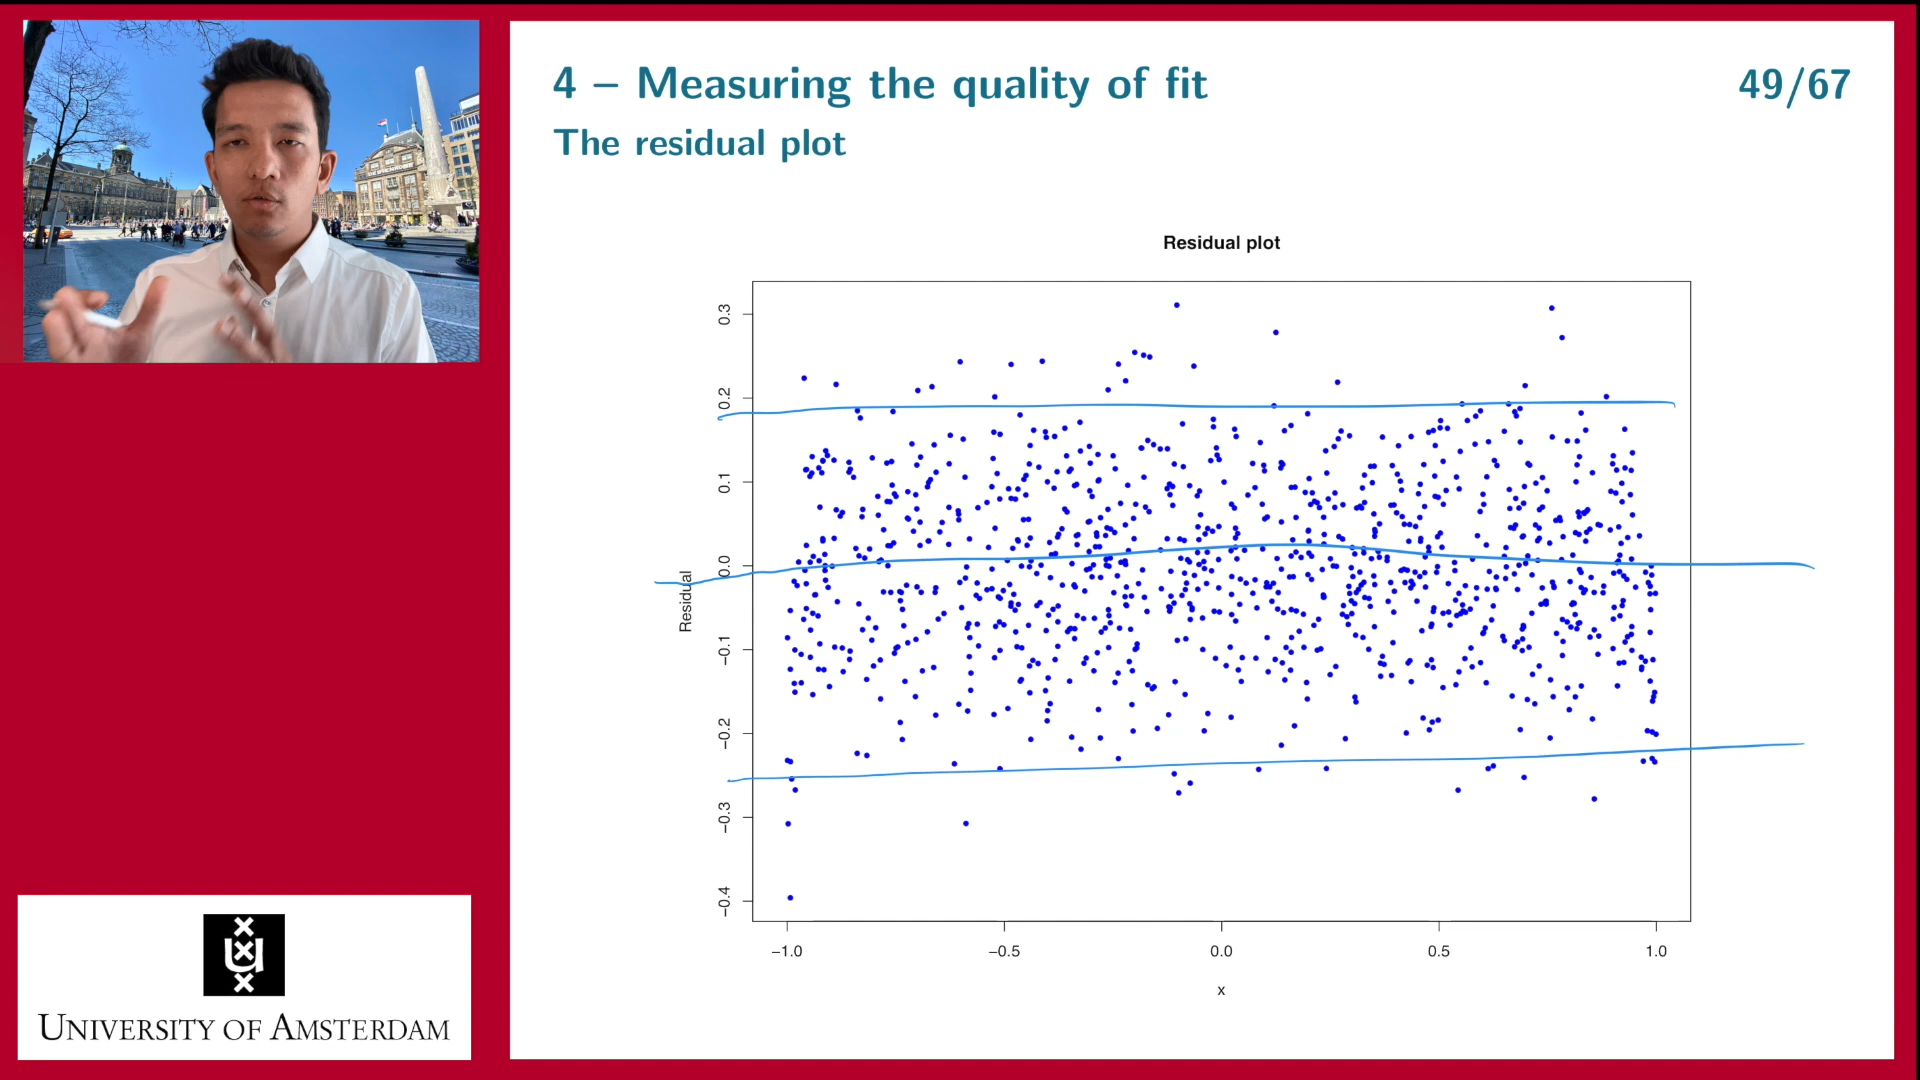 4 – Measuring the quality of fit
49/67
The residual plot
Residual plot
0.3
0.2
0.1
0.0
−0.1
−0.2
−0.3
−0.4
Residual
−1.0
−0.5
0.0
0.5
1.0
x
UNIVERSITY OF AMSTERDAM